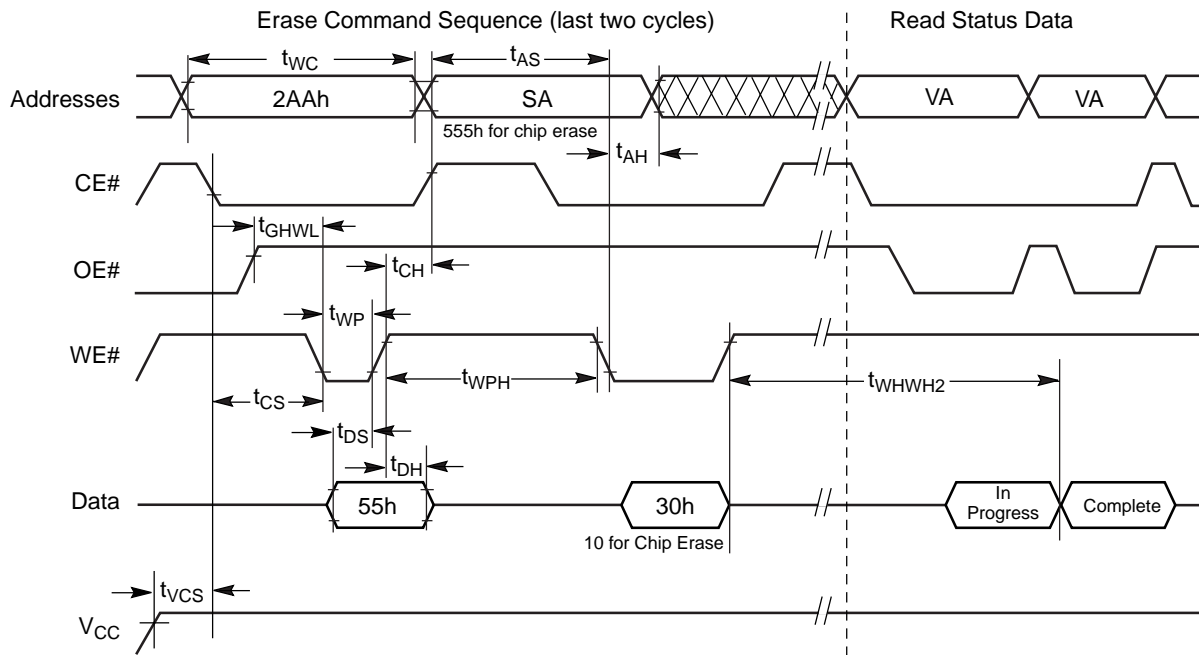 Erase Command Sequence (last two cycles)
Read Status Data
tWC
tAS
Addresses
2AAh
SA
VA
VA
555h for chip erase
tAH
CE#
tGHWL
OE#
tCH
tWP
WE#
tWPH
tWHWH2
tCS
tDS
tDH
Data
55h
30h
In
Progress
Complete
10 for Chip Erase
tVCS
VCC